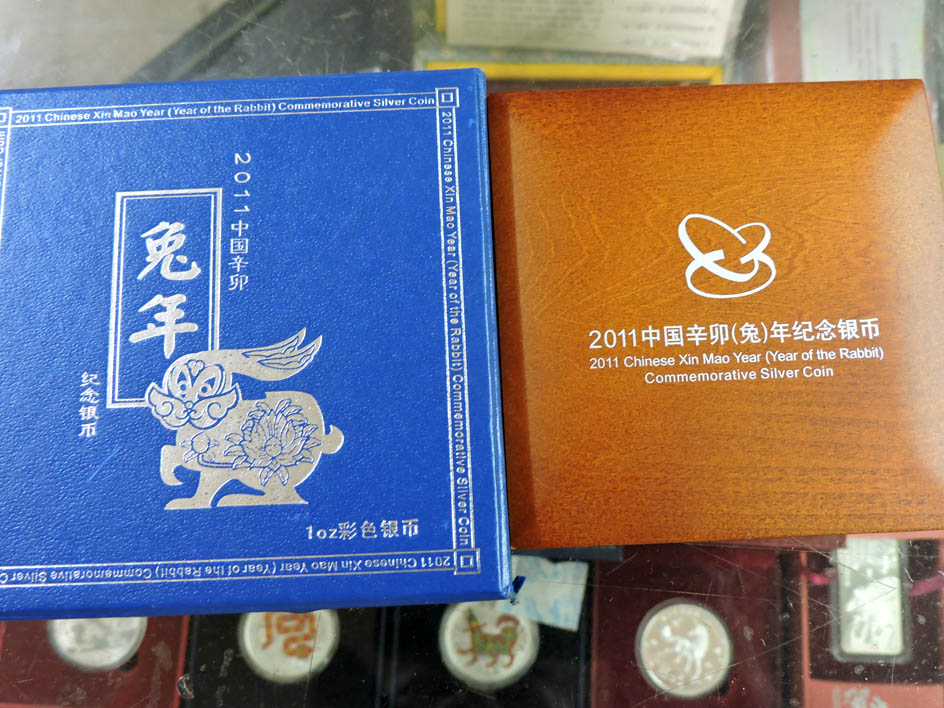 2011 Chinese Xin Mao Year (Year of the Rabbit) Commemorative Silver Coin
2011 Chinese Xin Mao Year (Year of the Rabbit) Commemorative Silver Coin
2011中国辛卯
兔年
纪念银币
1oz彩色银币
2011 Chinese Xin Mao Year (Year of the Rabbit) Commemorative Silver C
2011中国辛卯(兔)年纪念银币
2011 Chinese Xin Mao Year (Year of the Rabbit)
Commemorative Silver Coin